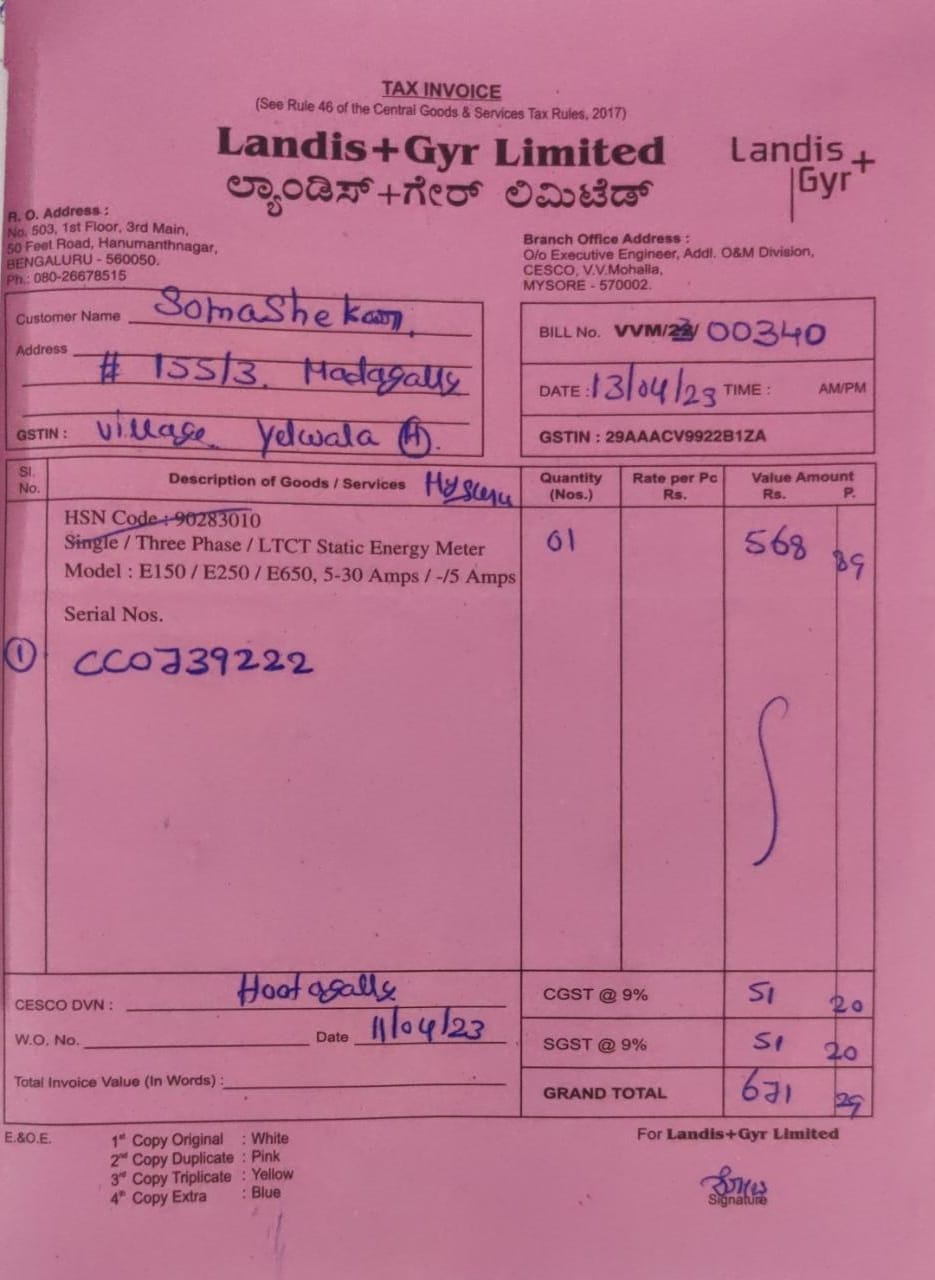 TAX INVOICE
(See Rule 46 of the Central Goods & Services Tax Rules, 2017)
Landis+Gyr Limited
Landis+
Gyr
ಲ್ಯಾಂಡಿಸ್+ಗೇರ್ ಲಿಮಿಟೆಡ್
R. O. Address :
No. 503, 1st Floor, 3rd Main,
50 Feet Road, Hanumanthnagar,
BENGALURU - 560050.
Ph.: 080-26678515
Branch Office Address :
O/o Executive Engineer, Addl. O&M Division,
CESCO, V.V.Mohalla,
MYSORE - 570002.
Customer Name Somashekar
Address
# 155/3. Madagally
GSTIN : village Yelwala (H).
BILL No. VVM/23/ 00340
DATE : 13/04/23 TIME : AM/PM
GSTIN : 29AAACV9922B1ZA
Sl. No. Description of Goods / Services Quantity (Nos.) Rate per Pc Rs. Value Amount Rs. P.
HSN Code : 90283010
Single / Three Phase / LTCT Static Energy Meter 01 568 89
Model : E150 / E250 / E650, 5-30 Amps / -/5 Amps
Serial Nos.
1 CC0739222
CESCO DVN : Hootagally
W.O. No. Date 11/04/23
Total Invoice Value (In Words) :
CGST @ 9% 51 20
SGST @ 9% 51 20
GRAND TOTAL 671 29
E.&O.E.
1st Copy Original : White
2nd Copy Duplicate : Pink
3rd Copy Triplicate : Yellow
4th Copy Extra : Blue
For Landis+Gyr Limited
Signature